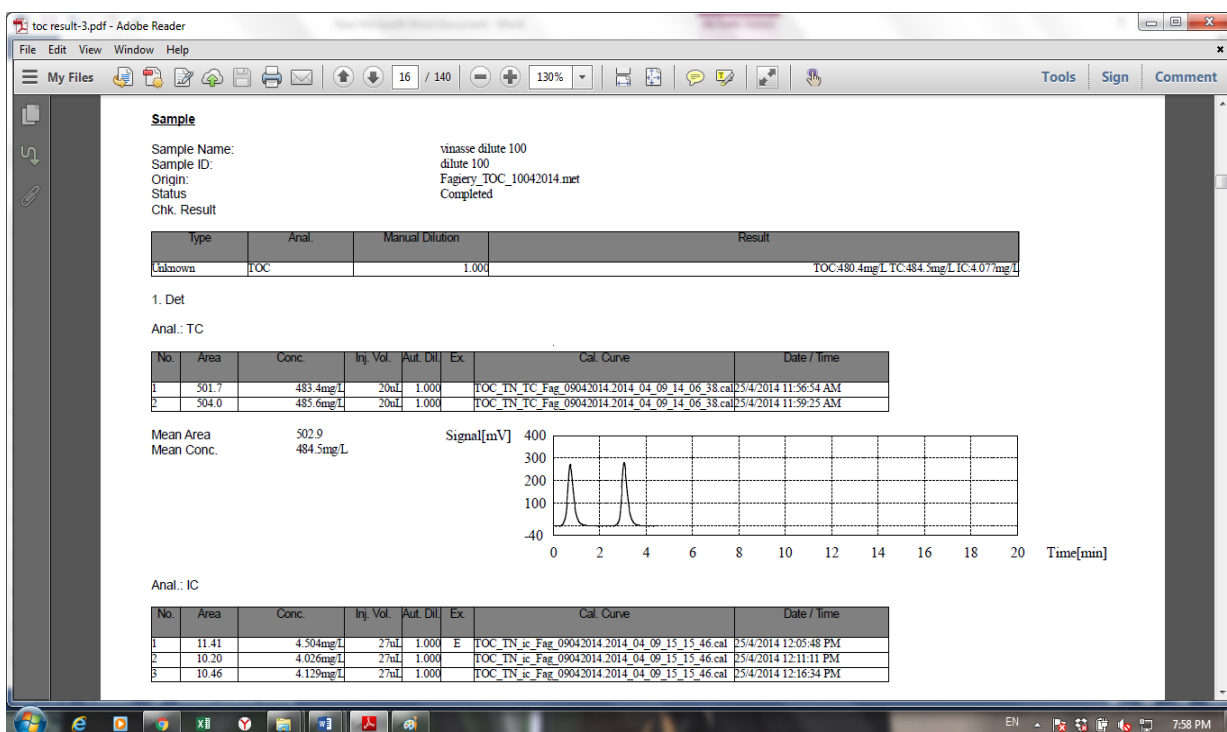 toc result-3.pdf - Adobe Reader
File Edit View Window Help
My Files 16 / 140 130% Tools Sign Comment
Sample
Sample Name: vinasse dilute 100
Sample ID: dilute 100
Origin: Fagiery_TOC_10042014.met
Status Completed
Chk. Result
Type Anal. Manual Dilution Result
Unknown TOC 1.000 TOC:480.4mg/L TC:484.5mg/L IC:4.077mg/L
1. Det
Anal.: TC
No. Area Conc. Inj. Vol. Aut. Dil. Ex. Cal. Curve Date / Time
1 501.7 483.4mg/L 20uL 1.000 TOC_TN_TC_Fag_09042014.2014_04_09_14_06_38.cal 25/4/2014 11:56:54 AM
2 504.0 485.6mg/L 20uL 1.000 TOC_TN_TC_Fag_09042014.2014_04_09_14_06_38.cal 25/4/2014 11:59:25 AM
Mean Area 502.9
Mean Conc. 484.5mg/L
Signal[mV] 400
300
200
100
-40
0 2 4 6 8 10 12 14 16 18 20 Time[min]
Anal.: IC
No. Area Conc. Inj. Vol. Aut. Dil. Ex. Cal. Curve Date / Time
1 11.41 4.504mg/L 27uL 1.000 E TOC_TN_ic_Fag_09042014.2014_04_09_15_15_46.cal 25/4/2014 12:05:48 PM
2 10.20 4.026mg/L 27uL 1.000 TOC_TN_ic_Fag_09042014.2014_04_09_15_15_46.cal 25/4/2014 12:11:11 PM
3 10.46 4.129mg/L 27uL 1.000 TOC_TN_ic_Fag_09042014.2014_04_09_15_15_46.cal 25/4/2014 12:16:34 PM
EN 7:58 PM